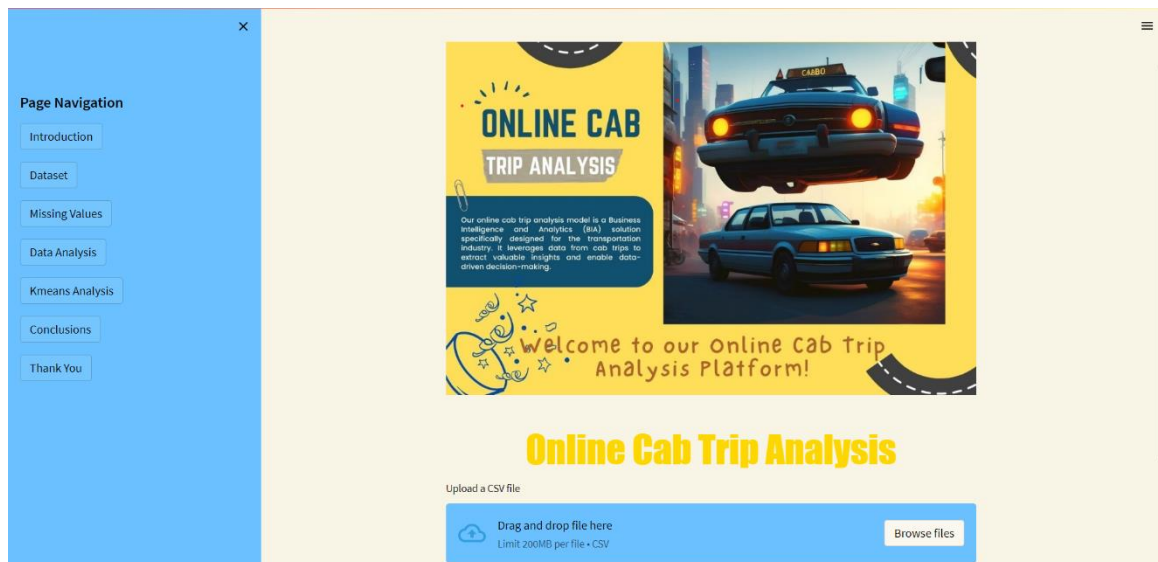 Page Navigation
Introduction
Dataset
Missing Values
Data Analysis
Kmeans Analysis
Conclusions
Thank You
CAABO
ONLINE CAB
TRIP ANALYSIS
Our online cab trip analysis model is a Business
Intelligence and Analytics (BIA) solution
specifically designed for the transportation
industry. It leverages data from cab trips to
extract valuable insights and enable data-
driven decision-making.
Welcome to our Online Cab Trip
Analysis Platform!
Online Cab Trip Analysis
Upload a CSV file
Drag and drop file here
Limit 200MB per file • CSV
Browse files